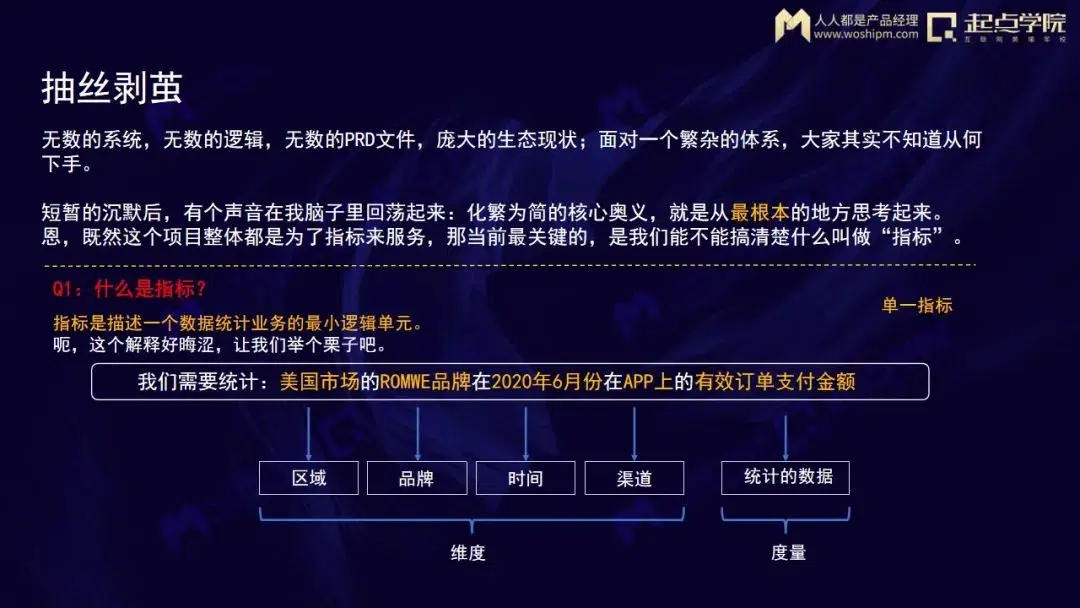 人人都是产品经理
www.woshipm.com
起点学院
互联网黄埔军校
抽丝剥茧
无数的系统，无数的逻辑，无数的PRD文件，庞大的生态现状；面对一个繁杂的体系，大家其实不知道从何
下手。
短暂的沉默后，有个声音在我脑子里回荡起来：化繁为简的核心奥义，就是从最根本的地方思考起来。
恩，既然这个项目整体都是为了指标来服务，那当前最关键的，是我们能不能搞清楚什么叫做“指标”。
Q1：什么是指标？
单一指标
指标是描述一个数据统计业务的最小逻辑单元。
呃，这个解释好晦涩，让我们举个栗子吧。
我们需要统计：美国市场的ROMWE品牌在2020年6月份在APP上的有效订单支付金额
区域
品牌
时间
渠道
统计的数据
维度
度量